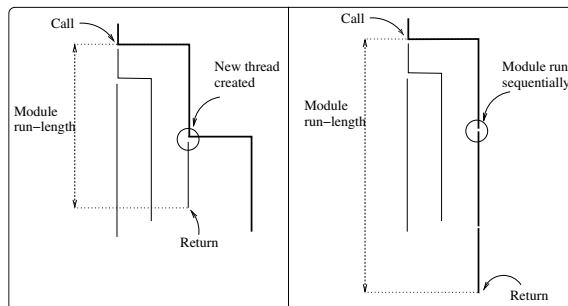 Call
New thread
created
Module
run−length
Return
Call
Module run
sequentially
Module
run−length
Return